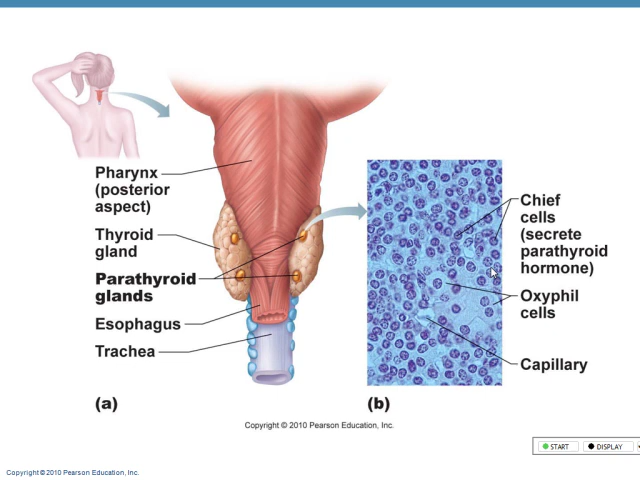 Pharynx
(posterior
aspect)
Thyroid
gland
Parathyroid
glands
Esophagus
Trachea
(a)
Chief
cells
(secrete
parathyroid
hormone)
Oxyphil
cells
Capillary
(b)
Copyright © 2010 Pearson Education, Inc.
START
DISPLAY
Copyright © 2010 Pearson Education, Inc.